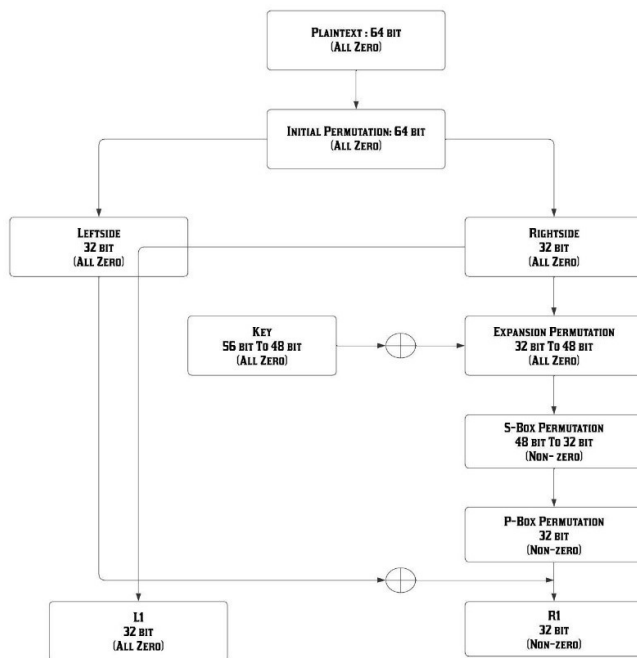 Plaintext : 64 bit
(All Zero)
Initial Permutation: 64 bit
(All Zero)
Leftside
32 bit
(All Zero)
Rightside
32 bit
(All Zero)
Key
56 bit To 48 bit
(All Zero)
Expansion Permutation
32 bit To 48 bit
(All Zero)
S-Box Permutation
48 bit To 32 bit
(Non- zero)
P-Box Permutation
32 bit
(Non-zero)
L1
32 bit
(All Zero)
R1
32 bit
(Non-zero)